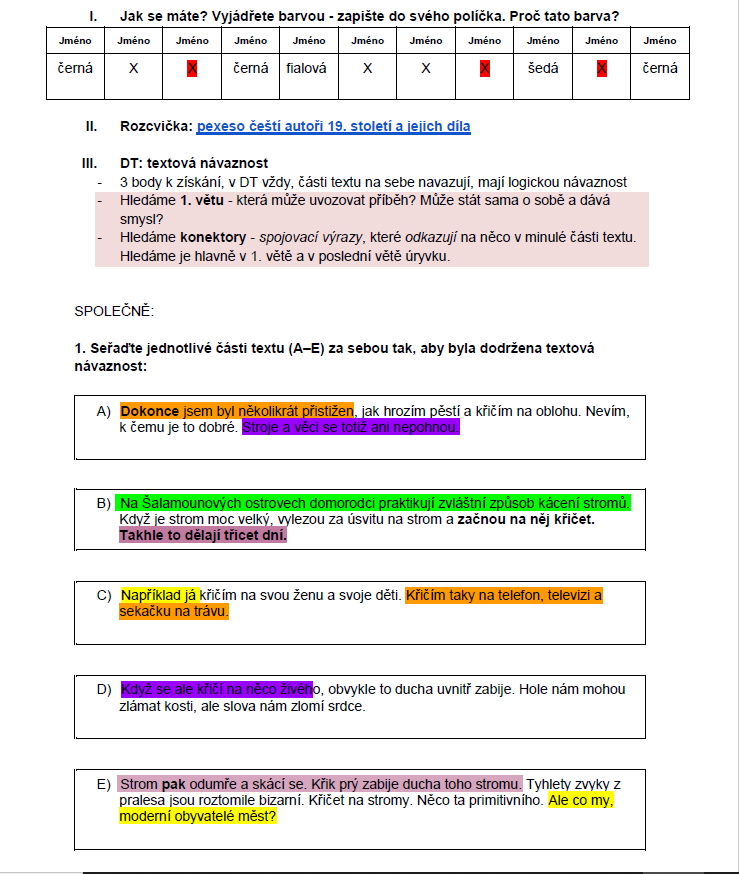 I. Jak se máte? Vyjádřete barvou - zapište do svého políčka. Proč tato barva?
Jméno Jméno Jméno Jméno Jméno Jméno Jméno Jméno Jméno Jméno Jméno
černá X X černá fialová X X X šedá X černá
II. Rozcvička: pexeso čeští autoři 19. století a jejich díla
III. DT: textová návaznost
- 3 body k získání, v DT vždy, části textu na sebe navazují, mají logickou návaznost
- Hledáme 1. větu - která může uvozovat příběh? Může stát sama o sobě a dává
smysl?
- Hledáme konektory - spojovací výrazy, které odkazují na něco v minulé části textu.
Hledáme je hlavně v 1. větě a v poslední větě úryvku.
SPOLEČNĚ:
1. Seřaďte jednotlivé části textu (A–E) za sebou tak, aby byla dodržena textová
návaznost:
A) Dokonce jsem byl několikrát přistižen, jak hrozím pěstí a křičím na oblohu. Nevím,
k čemu je to dobré. Stroje a věci se totiž ani nepohnou.
B) Na Šalamounových ostrovech domorodci praktikují zvláštní způsob kácení stromů.
Když je strom moc velký, vylezou za úsvitu na strom a začnou na něj křičet.
Takhle to dělají třicet dní.
C) Například já křičím na svou ženu a svoje děti. Křičím taky na telefon, televizi a
sekačku na trávu.
D) Když se ale křičí na něco živého, obvykle to ducha uvnitř zabije. Hole nám mohou
zlámat kosti, ale slova nám zlomí srdce.
E) Strom pak odumře a skácí se. Křik prý zabije ducha toho stromu. Tyhlety zvyky z
pralesa jsou roztomile bizarní. Křičet na stromy. Něco ta primitivního. Ale co my,
moderní obyvatelé měst?